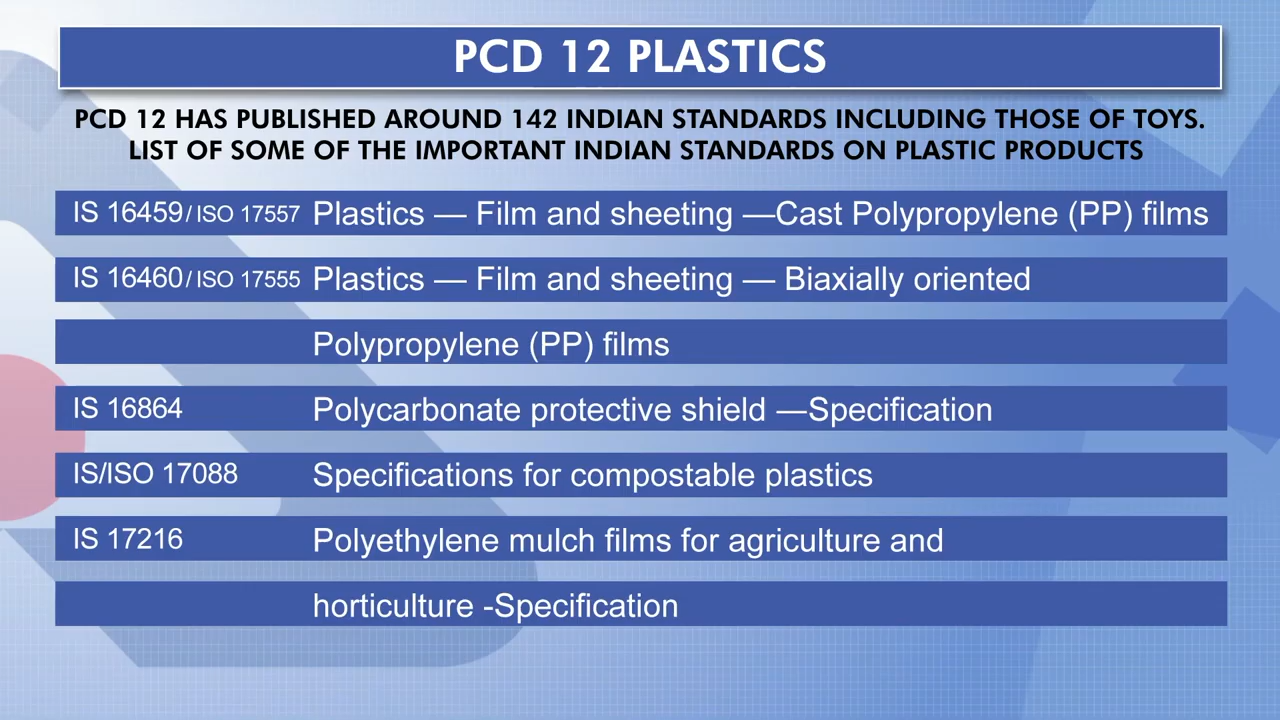 PCD 12 PLASTICS
PCD 12 HAS PUBLISHED AROUND 142 INDIAN STANDARDS INCLUDING THOSE OF TOYS.
LIST OF SOME OF THE IMPORTANT INDIAN STANDARDS ON PLASTIC PRODUCTS
IS 16459/ ISO 17557 Plastics — Film and sheeting —Cast Polypropylene (PP) films
IS 16460/ ISO 17555 Plastics — Film and sheeting — Biaxially oriented
Polypropylene (PP) films
IS 16864 Polycarbonate protective shield —Specification
IS/ISO 17088 Specifications for compostable plastics
IS 17216 Polyethylene mulch films for agriculture and
horticulture -Specification